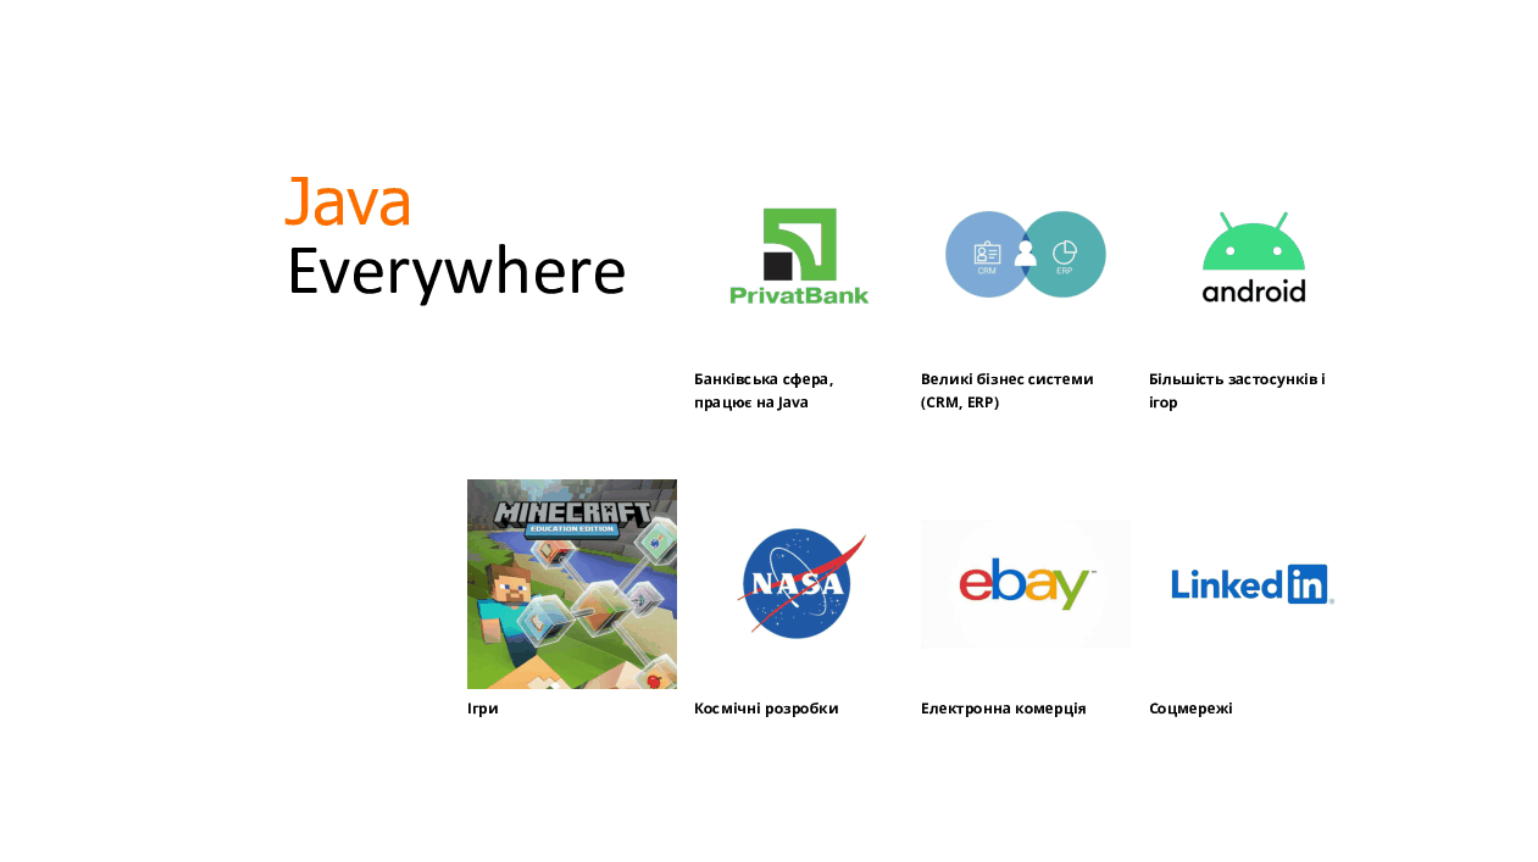 Java
Everywhere
PrivatBank
CRM
ERP
android
Банківська сфера,
працює на Java
Великі бізнес системи
(CRM, ERP)
Більшість застосунків і
ігор
MINECRAFT
EDUCATION EDITION
NASA
ebay™
Linkedin®
Ігри
Космічні розробки
Електронна комерція
Соцмережі